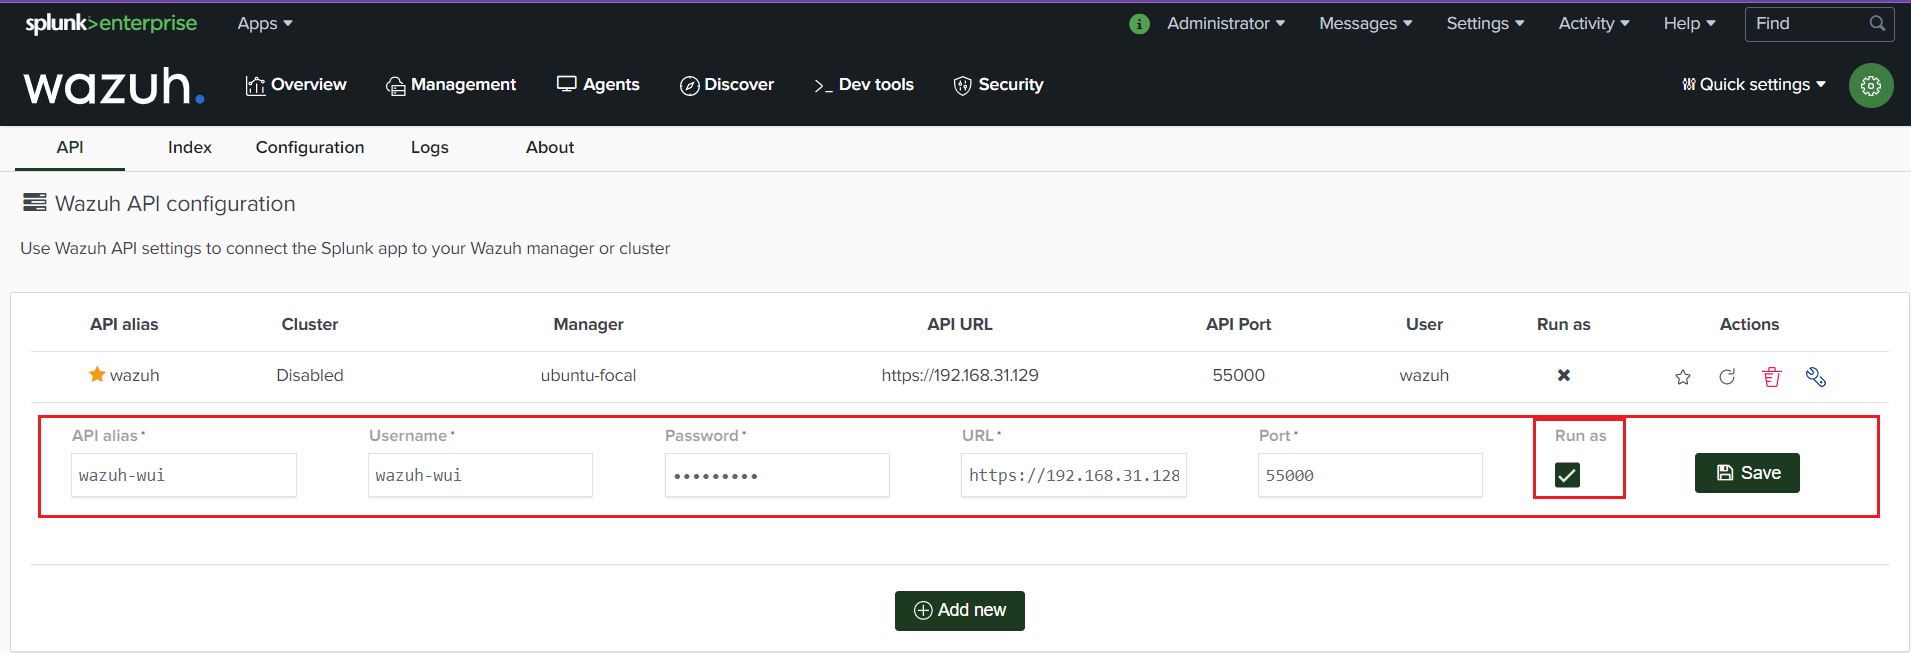 splunk>enterprise Apps i Administrator Messages Settings Activity Help Find
wazuh. Overview Management Agents Discover >_ Dev tools Security Quick settings
API Index Configuration Logs About
Wazuh API configuration
Use Wazuh API settings to connect the Splunk app to your Wazuh manager or cluster
API alias Cluster Manager API URL API Port User Run as Actions
wazuh Disabled ubuntu-focal https://192.168.31.129 55000 wazuh
API alias* Username* Password* URL* Port* Run as
wazuh-wui wazuh-wui ••••••••• https://192.168.31.128 55000 Save
Add new